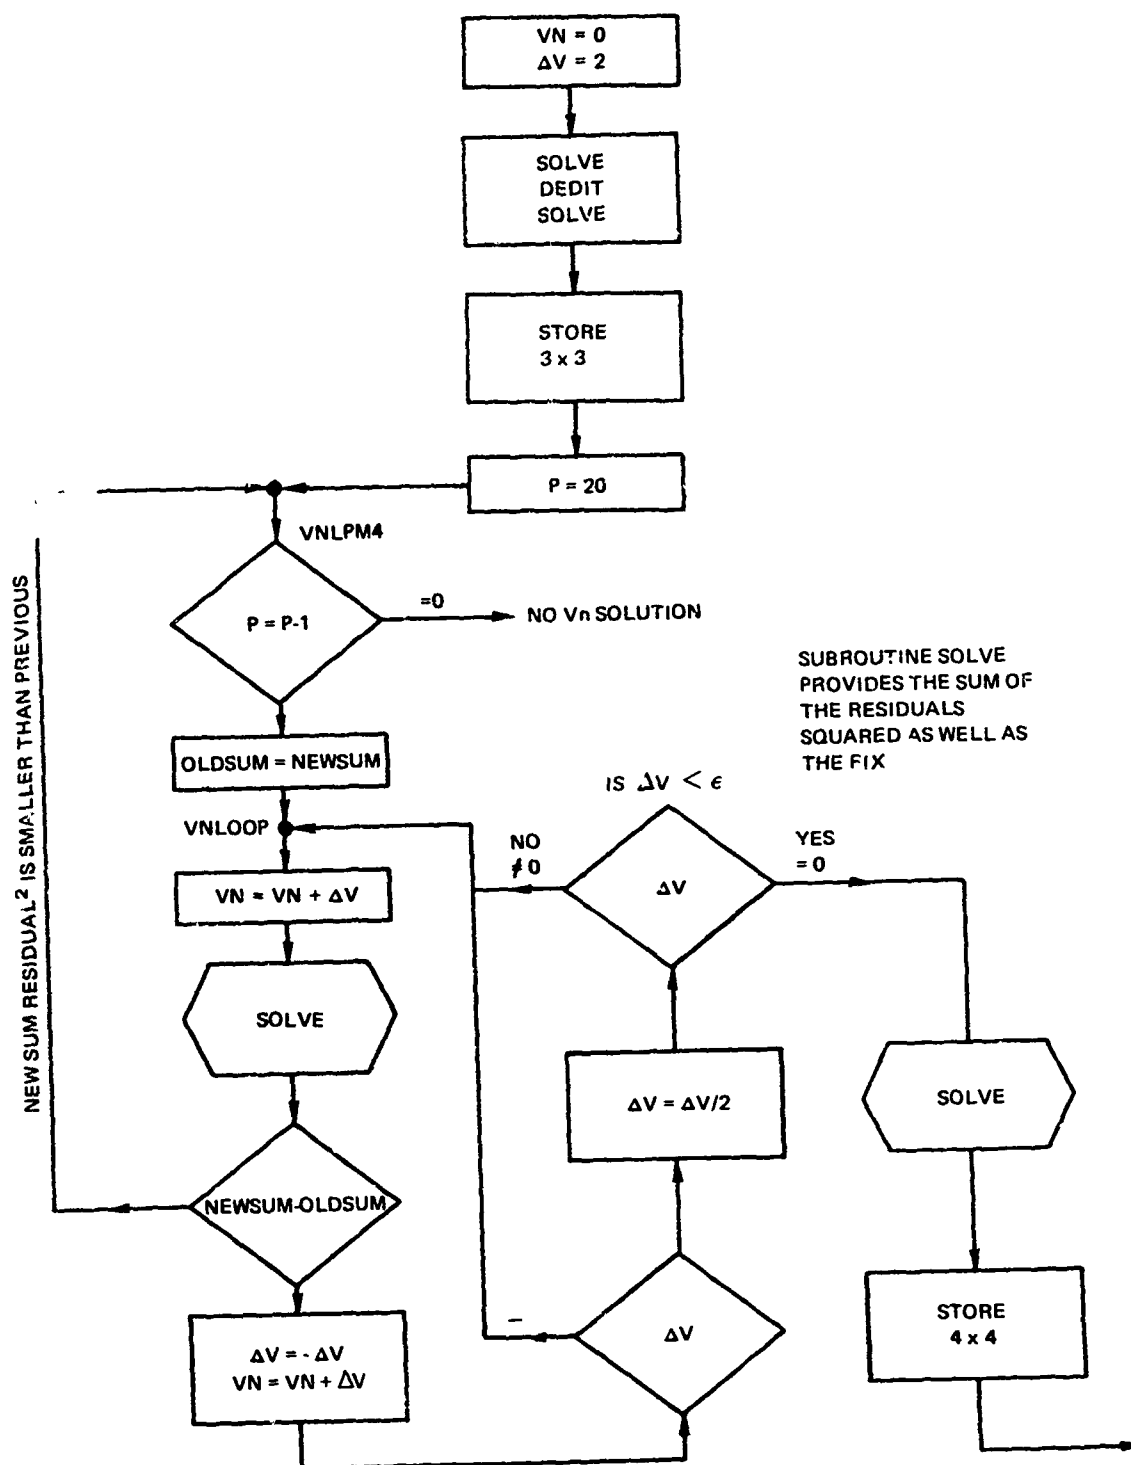 VN = 0
ΔV = 2
SOLVE
DEDIT
SOLVE
STORE
3 x 3
P = 20
VNLPM4
P = P-1
=0
NO Vn SOLUTION
OLDSUM = NEWSUM
VNLOOP
VN = VN + ΔV
SOLVE
NEWSUM-OLDSUM
NEW SUM RESIDUAL² IS SMALLER THAN PREVIOUS
ΔV = - ΔV
VN = VN + ΔV
SUBROUTINE SOLVE
PROVIDES THE SUM OF
THE RESIDUALS
SQUARED AS WELL AS
THE FIX
IS ΔV < ϵ
NO
≠0
YES
= 0
ΔV
ΔV = ΔV/2
–
ΔV
SOLVE
STORE
4 x 4